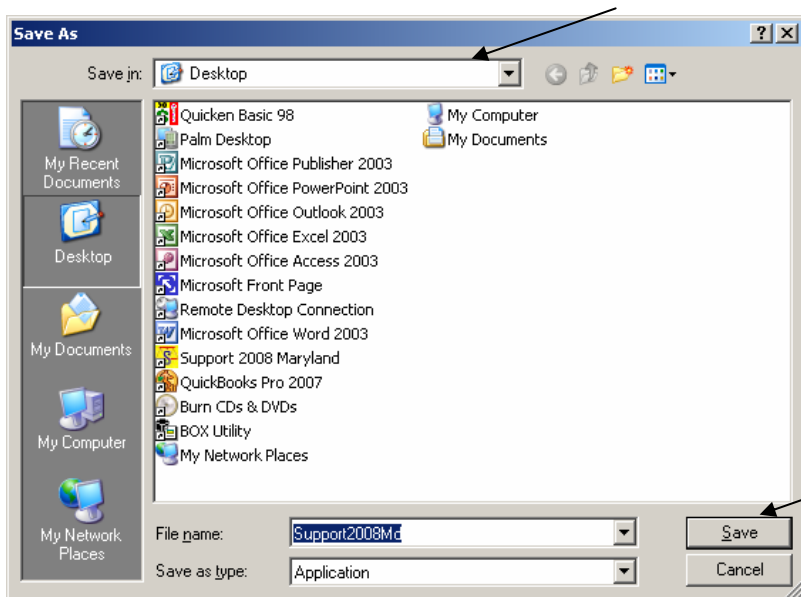 Save As
Save in: Desktop
My Recent
Documents
Desktop
My Documents
My Computer
My Network
Places
Quicken Basic 98
Palm Desktop
Microsoft Office Publisher 2003
Microsoft Office PowerPoint 2003
Microsoft Office Outlook 2003
Microsoft Office Excel 2003
Microsoft Office Access 2003
Microsoft Front Page
Remote Desktop Connection
Microsoft Office Word 2003
Support 2008 Maryland
QuickBooks Pro 2007
Burn CDs & DVDs
BOX Utility
My Network Places
My Computer
My Documents
File name: Support2008Md Save
Save as type: Application Cancel